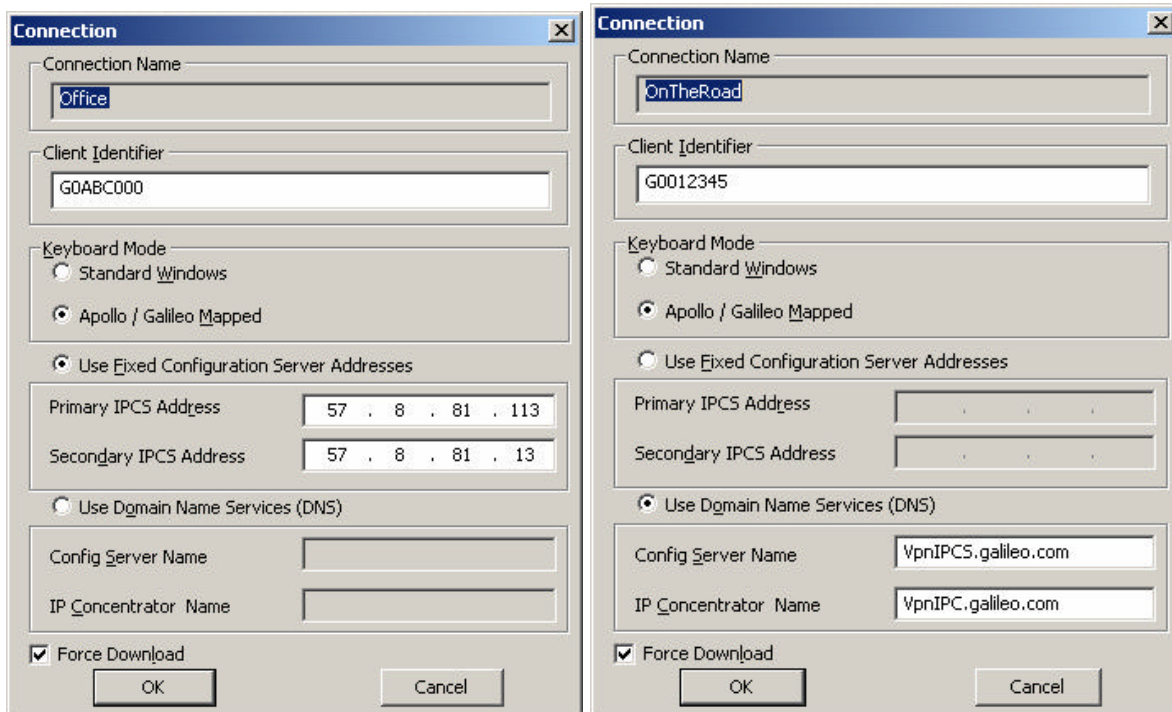 Connection
Connection Name
Office
Client Identifier
G0ABC000
Keyboard Mode
Standard Windows
Apollo / Galileo Mapped
Use Fixed Configuration Server Addresses
Primary IPCS Address 57 . 8 . 81 . 113
Secondary IPCS Address 57 . 8 . 81 . 13
Use Domain Name Services (DNS)
Config Server Name
IP Concentrator Name
Force Download
OK Cancel
Connection
Connection Name
OnTheRoad
Client Identifier
G0012345
Keyboard Mode
Standard Windows
Apollo / Galileo Mapped
Use Fixed Configuration Server Addresses
Primary IPCS Address . . .
Secondary IPCS Address . . .
Use Domain Name Services (DNS)
Config Server Name VpnIPCS.galileo.com
IP Concentrator Name VpnIPC.galileo.com
Force Download
OK Cancel